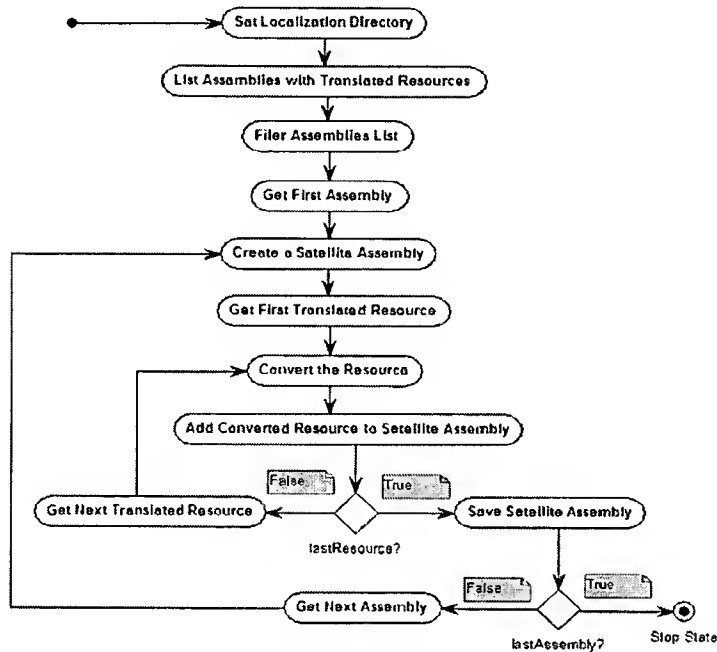 Set Localization Directory
List Assemblies with Translated Resources
Filer Assemblies List
Get First Assembly
Create a Satellite Assembly
Get First Translated Resource
Convert the Resource
Add Converted Resource to Satellite Assembly
False
True
Get Next Translated Resource
Save Satellite Assembly
lastResource?
False
True
Get Next Assembly
lastAssembly?
Stop State